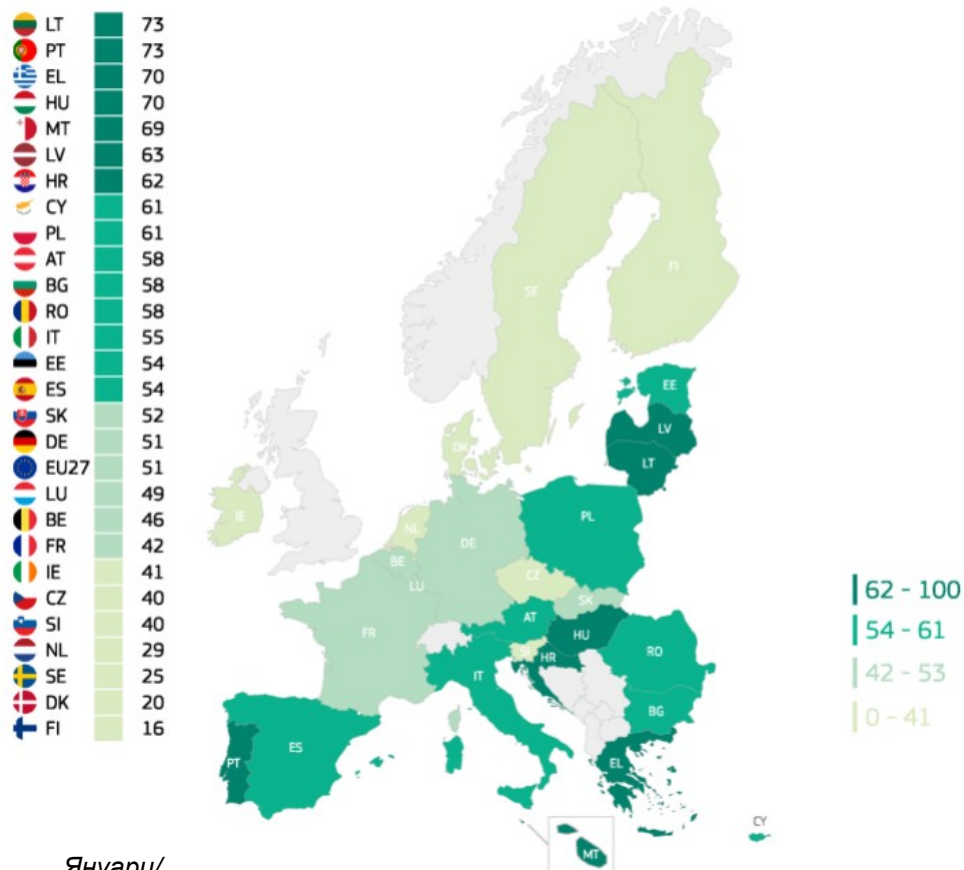 LT 73
PT 73
EL 70
HU 70
MT 69
LV 63
HR 62
CY 61
PL 61
AT 58
BG 58
RO 58
IT 55
EE 54
ES 54
SK 52
DE 51
EU27 51
LU 49
BE 46
FR 42
IE 41
CZ 40
SI 40
NL 29
SE 25
DK 20
FI 16
FI
SE
EE
LV
LT
DK
IE
NL
PL
DE
BE
LU
CZ
SK
FR
AT
HU
SI
HR
RO
IT
BG
ES
PT
EL
CY
MT
62 - 100
54 - 61
42 - 53
0 - 41
Януари/